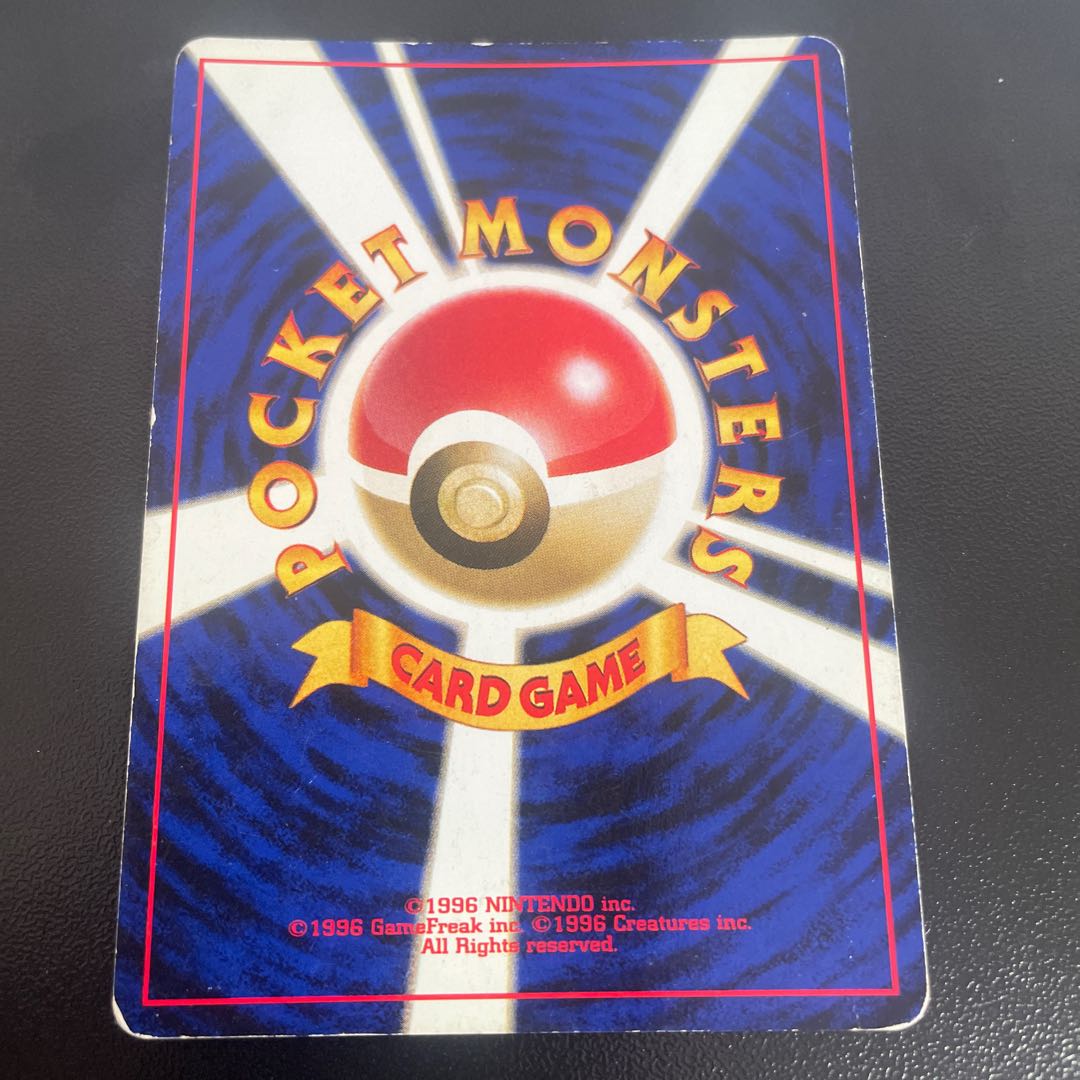 POCKET MONSTERS
CARD GAME
©1996 NINTENDO inc.
©1996 GameFreak inc. ©1996 Creatures inc.
All Rights reserved.